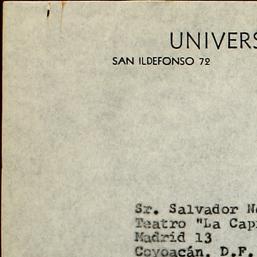 UNIVERS
SAN ILDEFONSO 72
Sr. Salvador N
Teatro "La Cap
Madrid 13
Coyoacán, D.F.